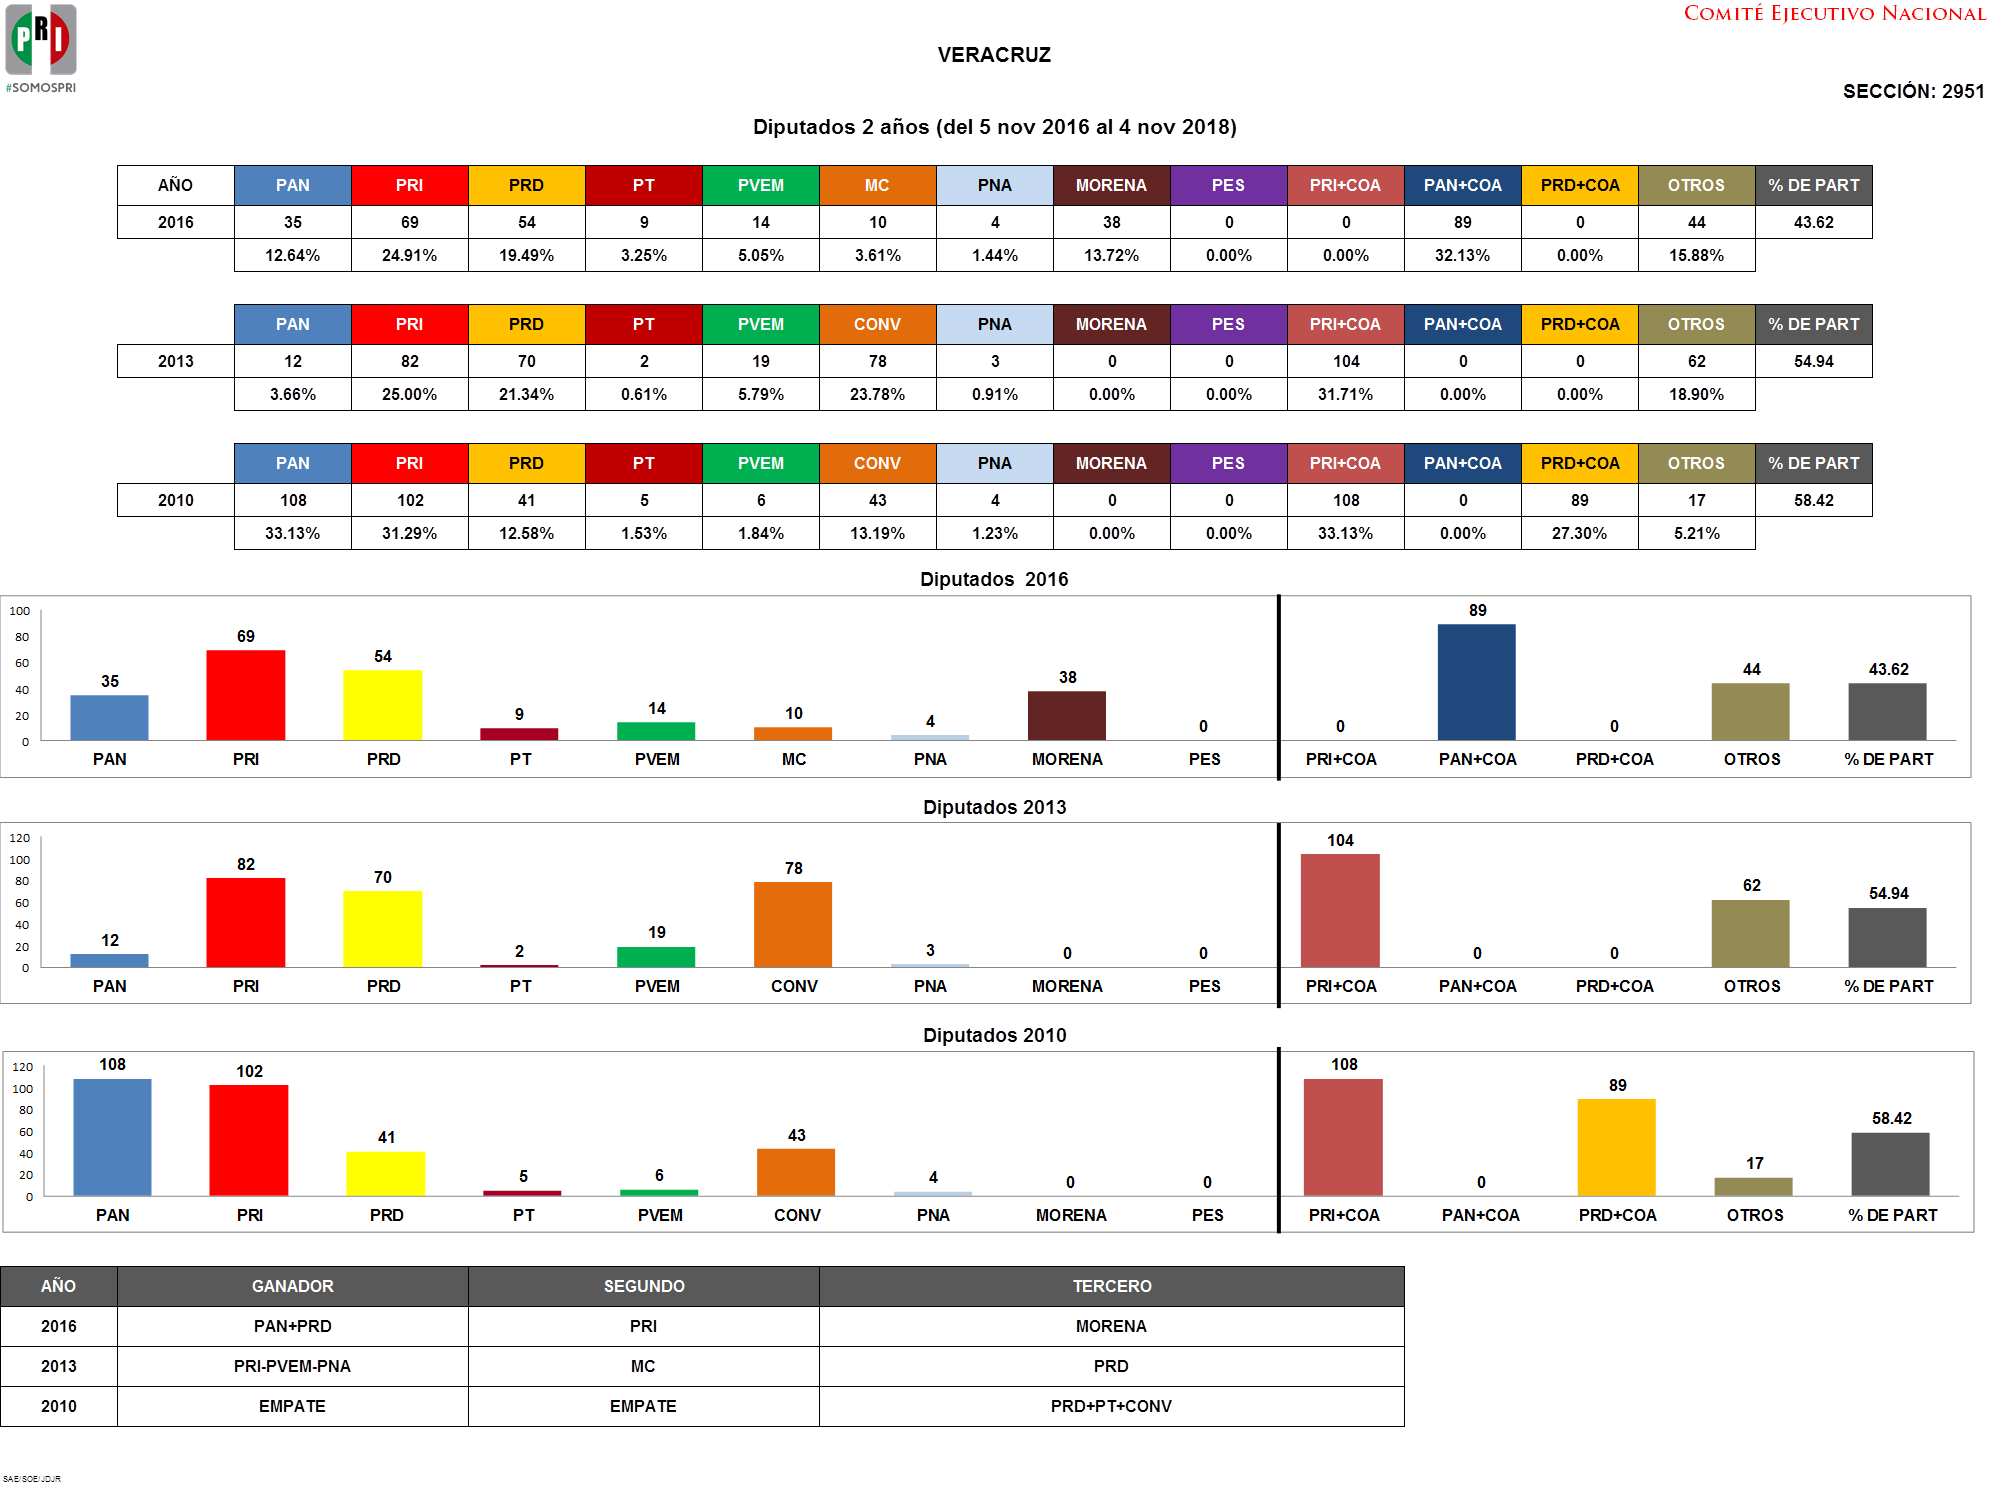 PRI
#SOMOSPRI
COMITÉ EJECUTIVO NACIONAL
VERACRUZ
SECCIÓN: 2951
Diputados 2 años (del 5 nov 2016 al 4 nov 2018)
AÑO PAN PRI PRD PT PVEM MC PNA MORENA PES PRI+COA PAN+COA PRD+COA OTROS % DE PART
2016 35 69 54 9 14 10 4 38 0 0 89 0 44 43.62
12.64% 24.91% 19.49% 3.25% 5.05% 3.61% 1.44% 13.72% 0.00% 0.00% 32.13% 0.00% 15.88%
PAN PRI PRD PT PVEM CONV PNA MORENA PES PRI+COA PAN+COA PRD+COA OTROS % DE PART
2013 12 82 70 2 19 78 3 0 0 104 0 0 62 54.94
3.66% 25.00% 21.34% 0.61% 5.79% 23.78% 0.91% 0.00% 0.00% 31.71% 0.00% 0.00% 18.90%
PAN PRI PRD PT PVEM CONV PNA MORENA PES PRI+COA PAN+COA PRD+COA OTROS % DE PART
2010 108 102 41 5 6 43 4 0 0 108 0 89 17 58.42
33.13% 31.29% 12.58% 1.53% 1.84% 13.19% 1.23% 0.00% 0.00% 33.13% 0.00% 27.30% 5.21%
Diputados 2016
100
80
60
40
20
0
35 69 54 9 14 10 4 38 0 0 89 0 44 43.62
PAN PRI PRD PT PVEM MC PNA MORENA PES PRI+COA PAN+COA PRD+COA OTROS % DE PART
Diputados 2013
120
100
80
60
40
20
0
12 82 70 2 19 78 3 0 0 104 0 0 62 54.94
PAN PRI PRD PT PVEM CONV PNA MORENA PES PRI+COA PAN+COA PRD+COA OTROS % DE PART
Diputados 2010
120
100
80
60
40
20
0
108 102 41 5 6 43 4 0 0 108 0 89 17 58.42
PAN PRI PRD PT PVEM CONV PNA MORENA PES PRI+COA PAN+COA PRD+COA OTROS % DE PART
AÑO GANADOR SEGUNDO TERCERO
2016 PAN+PRD PRI MORENA
2013 PRI-PVEM-PNA MC PRD
2010 EMPATE EMPATE PRD+PT+CONV
SAE/SOE/JDJR